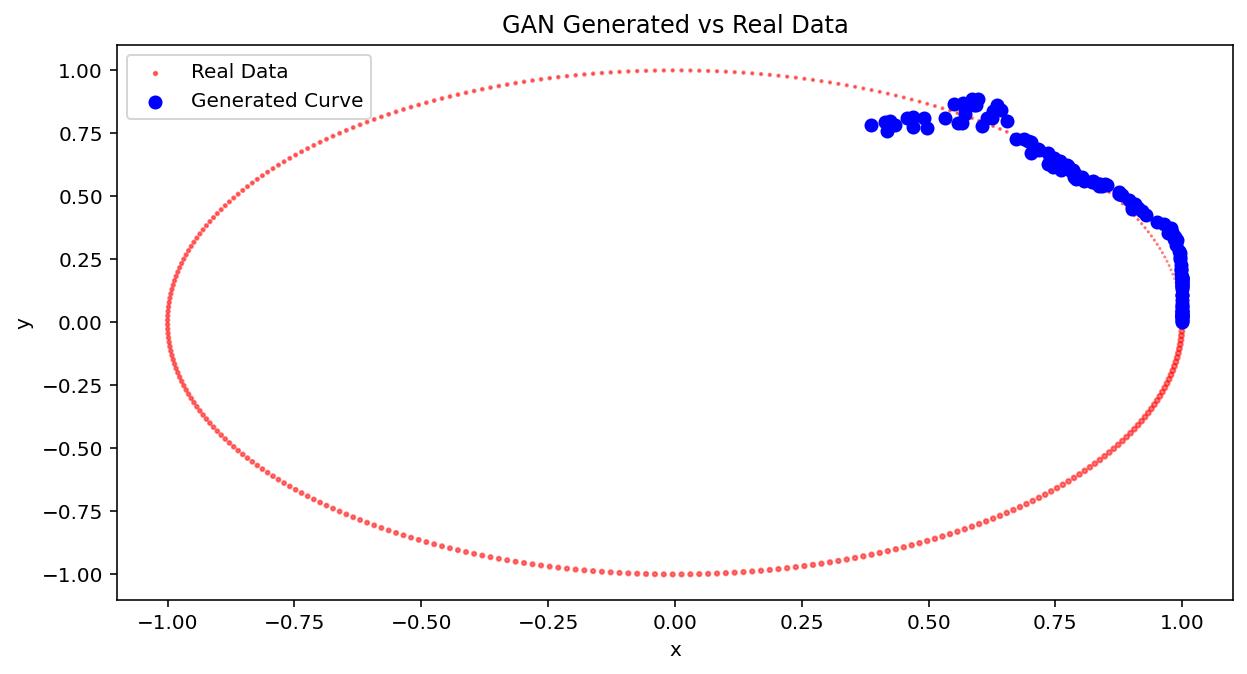 GAN Generated vs Real Data
Real Data
Generated Curve
1.00
0.75
0.50
0.25
0.00
−0.25
−0.50
−0.75
−1.00
y
−1.00 −0.75 −0.50 −0.25 0.00 0.25 0.50 0.75 1.00
x